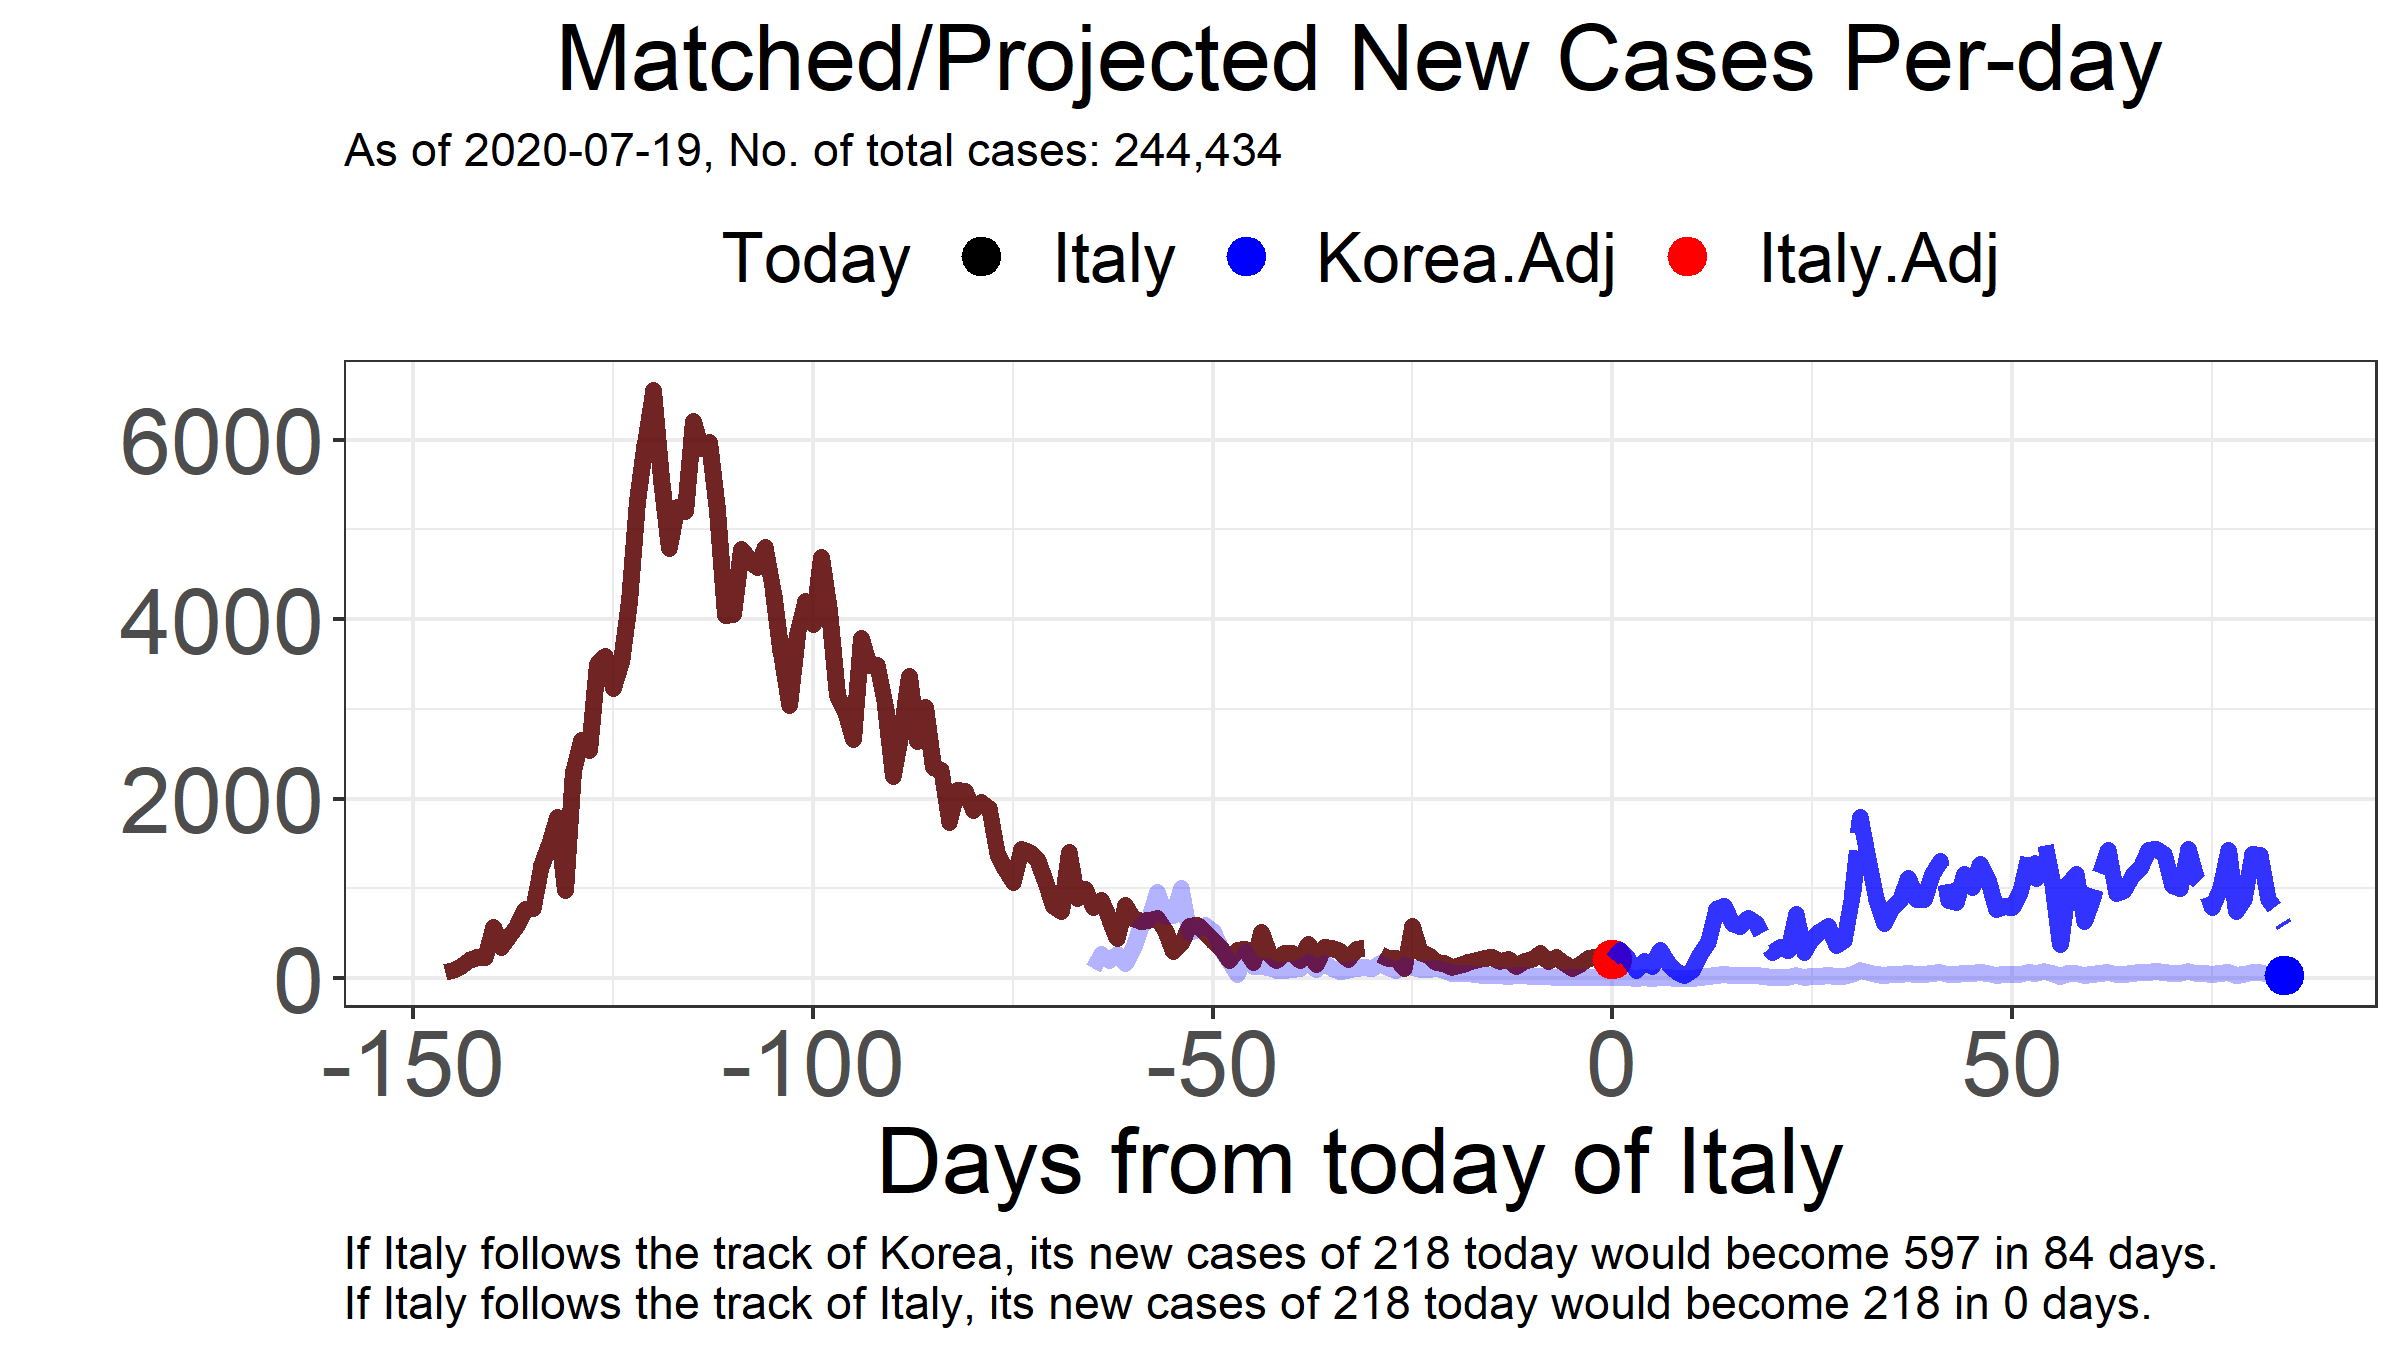 Matched/Projected New Cases Per-day
As of 2020-07-19, No. of total cases: 244,434
Today Italy Korea.Adj Italy.Adj
6000
4000
2000
0
-150 -100 -50 0 50
Days from today of Italy
If Italy follows the track of Korea, its new cases of 218 today would become 597 in 84 days.
If Italy follows the track of Italy, its new cases of 218 today would become 218 in 0 days.